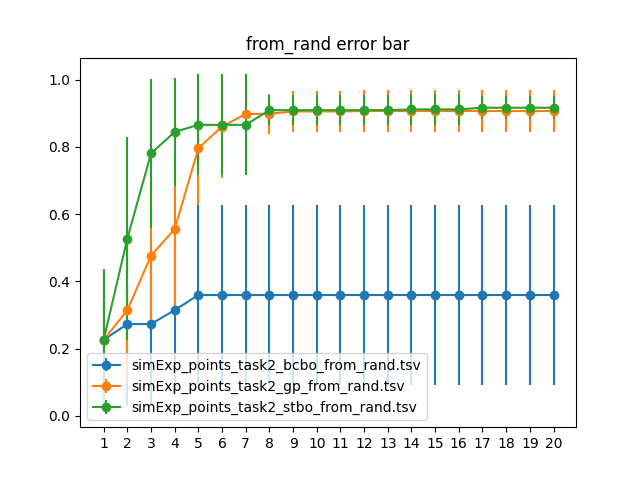 from_rand error bar
1.0
0.8
0.6
0.4
0.2
0.0
simExp_points_task2_bcbo_from_rand.tsv
simExp_points_task2_gp_from_rand.tsv
simExp_points_task2_stbo_from_rand.tsv
1 2 3 4 5 6 7 8 9 10 11 12 13 14 15 16 17 18 19 20